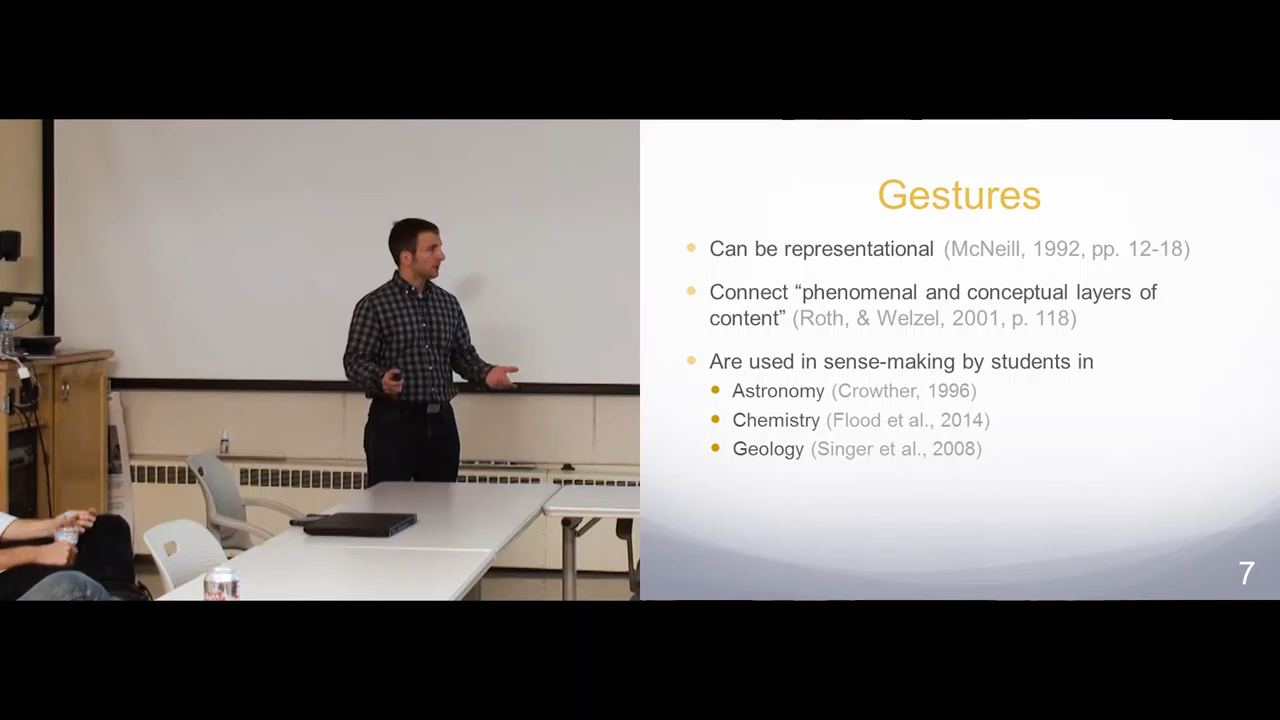 Gestures
Can be representational (McNeill, 1992, pp. 12-18)
Connect “phenomenal and conceptual layers of
content” (Roth, & Welzel, 2001, p. 118)
Are used in sense-making by students in
Astronomy (Crowther, 1996)
Chemistry (Flood et al., 2014)
Geology (Singer et al., 2008)
7